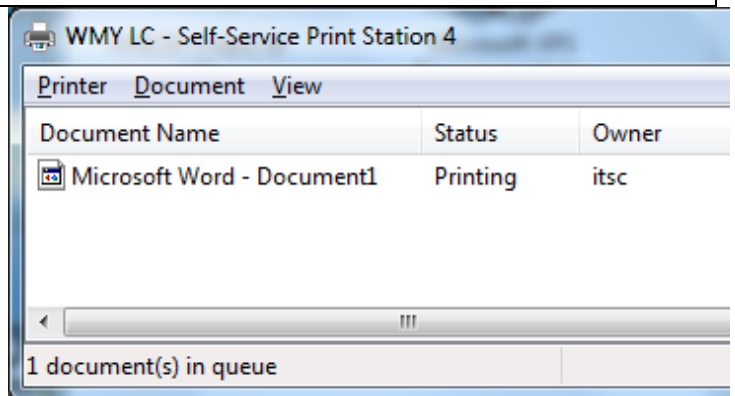 WMY LC - Self-Service Print Station 4
Printer Document View
Document Name Status Owner
Microsoft Word - Document1 Printing itsc
1 document(s) in queue